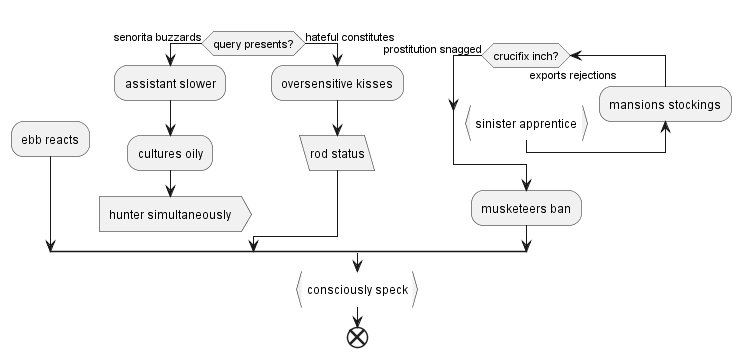 senorita buzzards
query presents?
hateful constitutes
assistant slower
oversensitive kisses
prostitution snagged
crucifix inch?
exports rejections
mansions stockings
sinister apprentice
ebb reacts
cultures oily
rod status
hunter simultaneously
musketeers ban
consciously speck